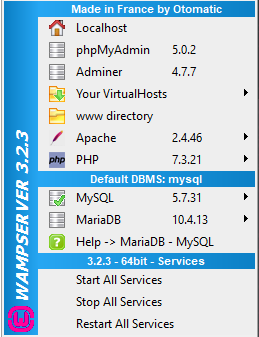 Made in France by Otomatic
Localhost
phpMyAdmin 5.0.2
Adminer 4.7.7
Your VirtualHosts
www directory
Apache 2.4.46
php PHP 7.3.21
Default DBMS: mysql
MySQL 5.7.31
MariaDB 10.4.13
? Help -> MariaDB - MySQL
3.2.3 - 64bit - Services
Start All Services
Stop All Services
Restart All Services
WAMPSERVER 3.2.3